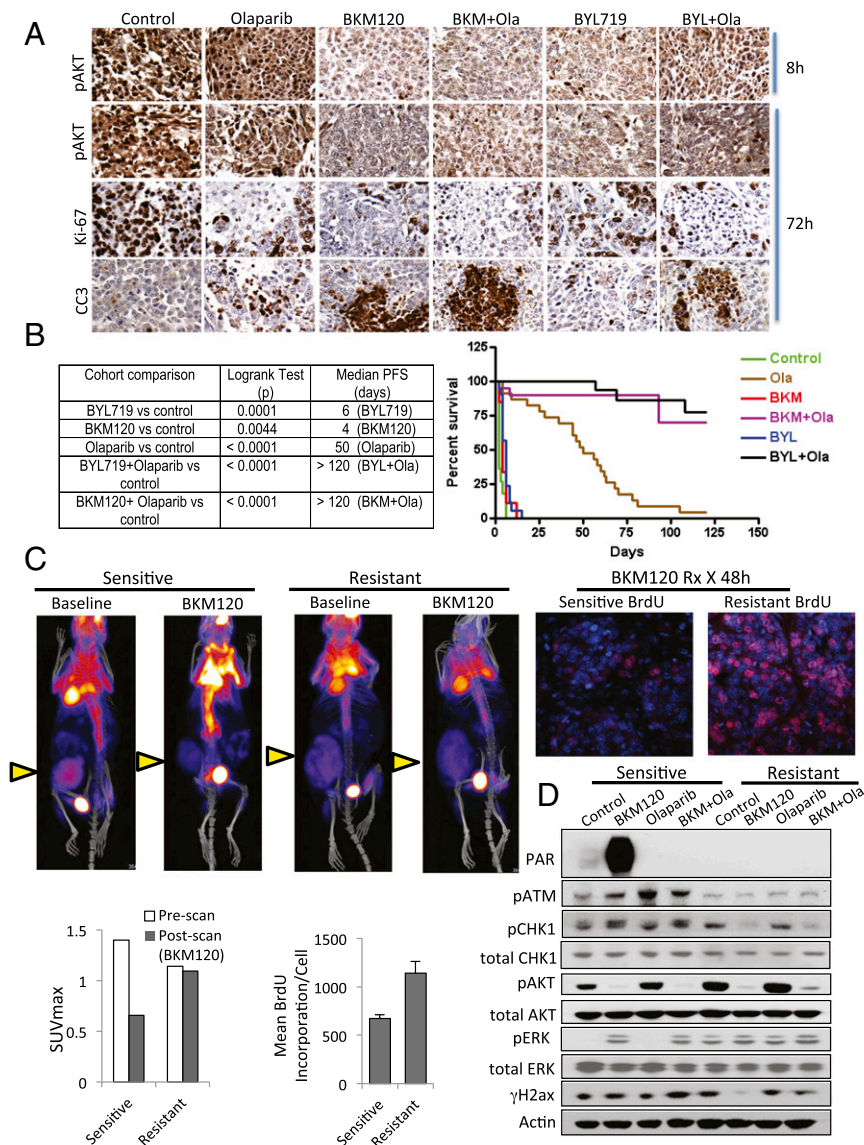 A
Control Olaparib BKM120 BKM+Ola BYL719 BYL+Ola
pAKT
8h
pAKT
Ki-67
CC3
72h
B
Cohort comparison Logrank Test (p) Median PFS (days)
BYL719 vs control 0.0001 6 (BYL719)
BKM120 vs control 0.0044 4 (BKM120)
Olaparib vs control < 0.0001 50 (Olaparib)
BYL719+Olaparib vs control < 0.0001 > 120 (BYL+Ola)
BKM120+ Olaparib vs control < 0.0001 > 120 (BKM+Ola)
Percent survival
125
100
75
50
25
0
0 25 50 75 100 125 150
Days
Control
Ola
BKM
BKM+Ola
BYL
BYL+Ola
C
Sensitive Resistant
Baseline BKM120 Baseline BKM120
BKM120 Rx X 48h
Sensitive BrdU Resistant BrdU
SUVmax
1.5
1
0.5
0
Pre-scan
Post-scan
(BKM120)
Sensitive Resistant
Mean BrdU
Incorporation/Cell
1500
1000
500
0
Sensitive Resistant
D
Sensitive Resistant
Control BKM120 Olaparib BKM+Ola Control BKM120 Olaparib BKM+Ola
PAR
pATM
pCHK1
total CHK1
pAKT
total AKT
pERK
total ERK
γH2ax
Actin